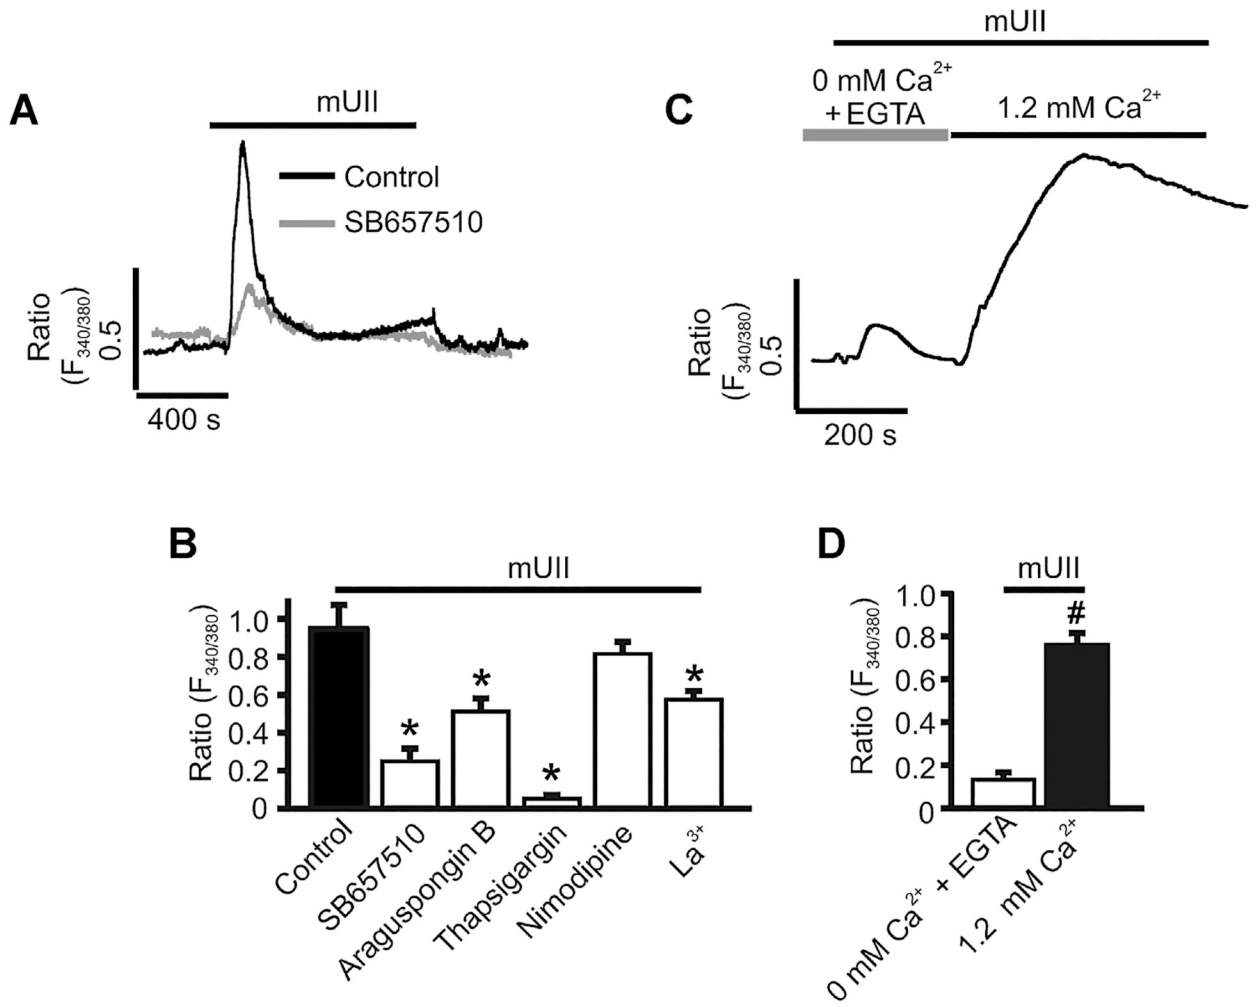 A
mUII
Control
SB657510
Ratio
(F340/380)
0.5
400 s
C
mUII
0 mM Ca2+
+EGTA
1.2 mM Ca2+
Ratio
(F340/380)
0.5
200 s
B
mUII
Ratio (F340/380)
1.0
0.8
0.6
0.4
0.2
0
*
*
*
*
Control
SB657510
Araguspongin B
Thapsigargin
Nimodipine
La3+
D
mUII
#
Ratio (F340/380)
1.0
0.8
0.6
0.4
0.2
0
0 mM Ca2+ + EGTA
1.2 mM Ca2+